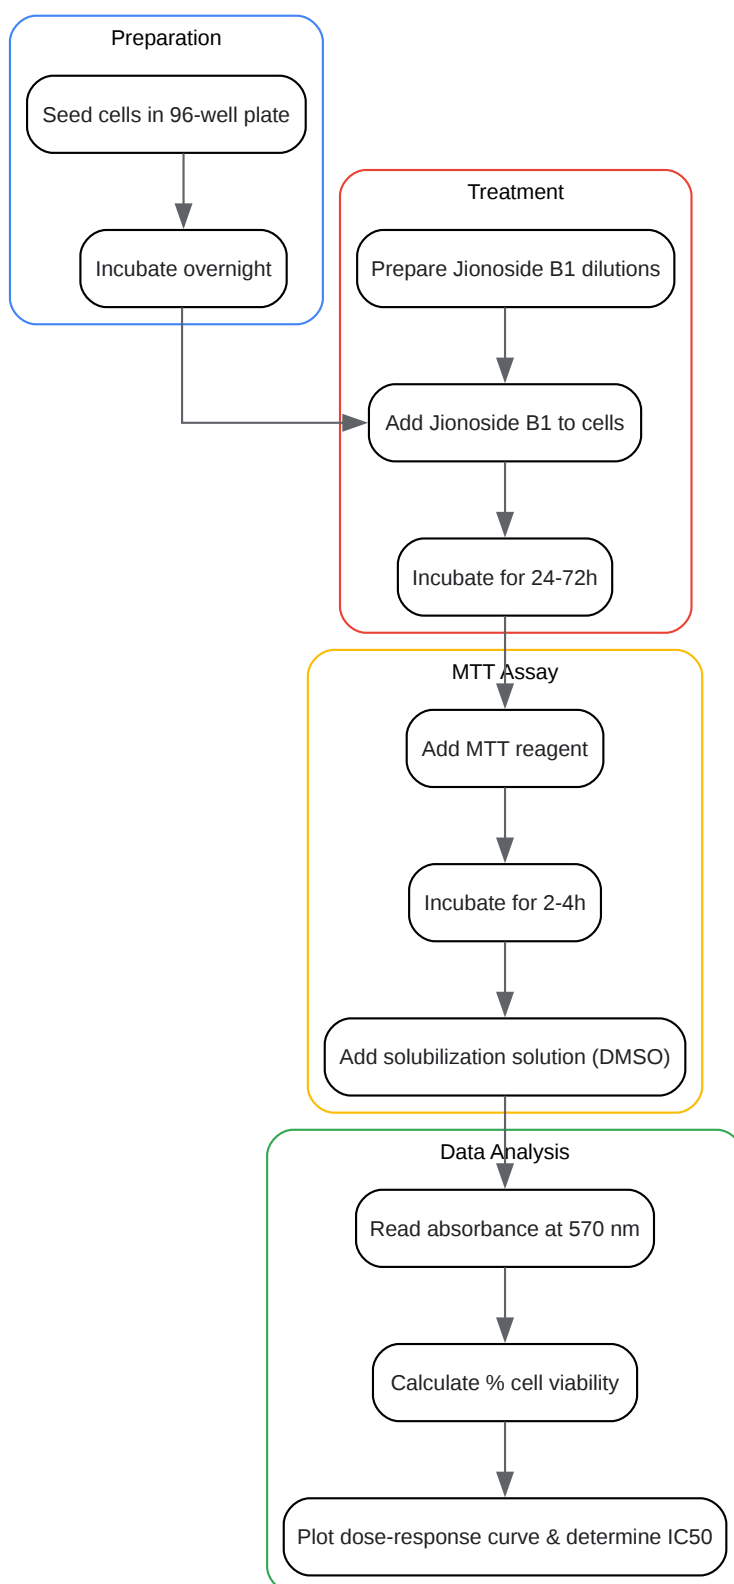 Preparation
Seed cells in 96-well plate
Incubate overnight
Treatment
Prepare Jionoside B1 dilutions
Add Jionoside B1 to cells
Incubate for 24-72h
MTT Assay
Add MTT reagent
Incubate for 2-4h
Add solubilization solution (DMSO)
Data Analysis
Read absorbance at 570 nm
Calculate % cell viability
Plot dose-response curve & determine IC50